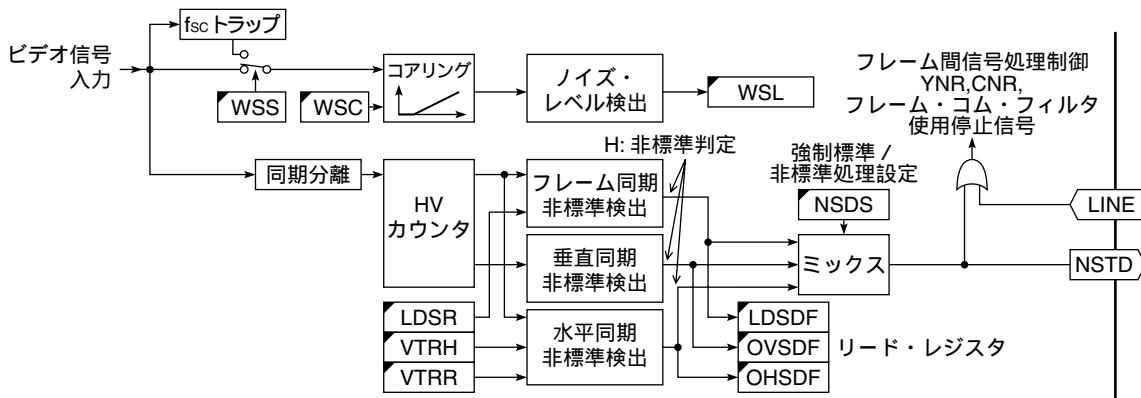 fSCトラップ
ビデオ信号
入力
WSS
WSC
コアリング
ノイズ・
レベル検出
WSL
フレーム間信号処理制御
YNR,CNR,
フレーム・コム・フィルタ
使用停止信号
H: 非標準判定
強制標準 /
非標準処理設定
同期分離
HV
カウンタ
フレーム同期
非標準検出
NSDS
LINE
垂直同期
非標準検出
ミックス
NSTD
LDSR
VTRH
VTRR
水平同期
非標準検出
LDSDF
OVSDF
OHSDF
リード・レジスタ